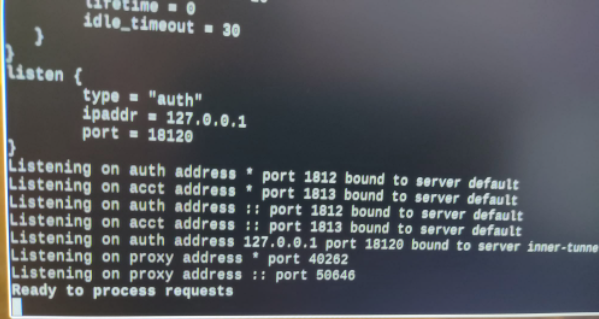 lifetime = 0
idle_timeout = 30
}
}
listen {
type = "auth"
ipaddr = 127.0.0.1
port = 18120
}
Listening on auth address * port 1812 bound to server default
Listening on acct address * port 1813 bound to server default
Listening on auth address :: port 1812 bound to server default
Listening on acct address :: port 1813 bound to server default
Listening on auth address 127.0.0.1 port 18120 bound to server inner-tunne
Listening on proxy address * port 40262
Listening on proxy address :: port 50646
Ready to process requests